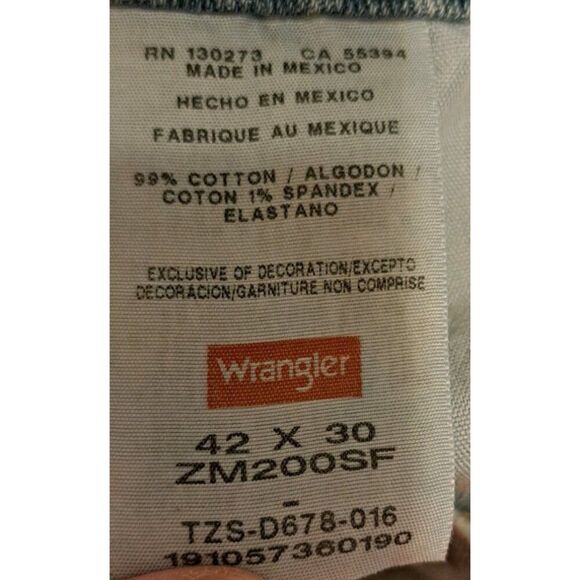 RN 130273 CA 55394
MADE IN MEXICO
HECHO EN MEXICO
FABRIQUE AU MEXIQUE
99% COTTON / ALGODON /
COTON 1% SPANDEX /
ELASTANO
EXCLUSIVE OF DECORATION/EXCEPTO
DECORACION/GARNITURE NON COMPRISE
Wrangler
42 X 30
ZM200SF
-
TZS-D678-016
191057360190